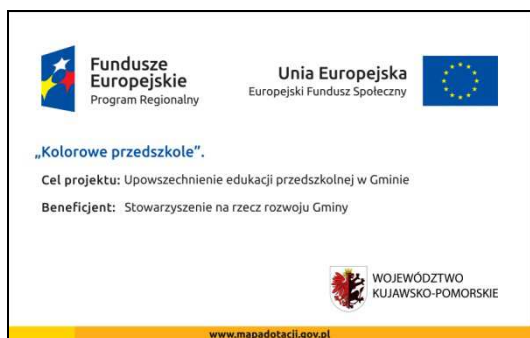 Fundusze
Europejskie
Program Regionalny
Unia Europejska
Europejski Fundusz Społeczny
„Kolorowe przedszkole”.
Cel projektu: Upowszechnienie edukacji przedszkolnej w Gminie
Beneficjent: Stowarzyszenie na rzecz rozwoju Gminy
WOJEWÓDZTWO
KUJAWSKO-POMORSKIE
www.mapadotacji.gov.pl